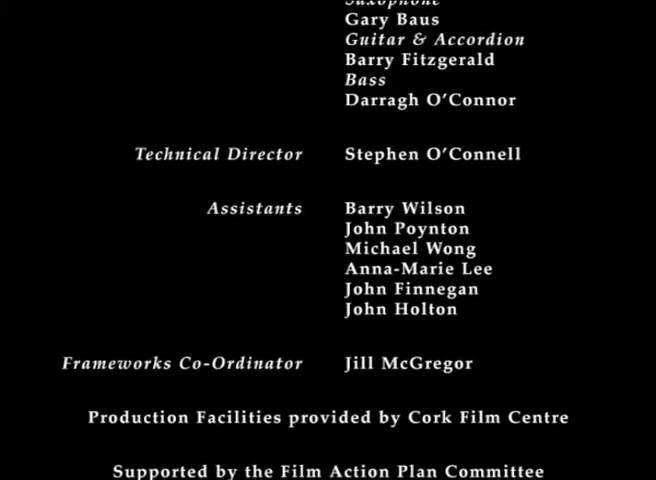 Saxophone
Gary Baus
Guitar & Accordion
Barry Fitzgerald
Bass
Darragh O'Connor
Technical Director Stephen O'Connell
Assistants Barry Wilson
John Poynton
Michael Wong
Anna-Marie Lee
John Finnegan
John Holton
Frameworks Co-Ordinator Jill McGregor
Production Facilities provided by Cork Film Centre
Supported by the Film Action Plan Committee